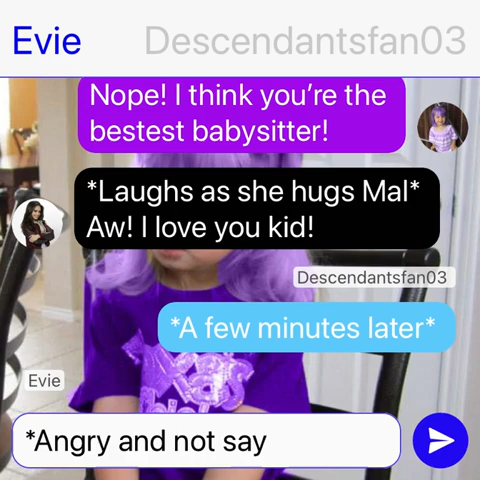 Evie Descendantsfan03
Nope! I think you’re the
bestest babysitter!
*Laughs as she hugs Mal*
Aw! I love you kid!
Descendantsfan03
*A few minutes later*
Evie
*Angry and not say